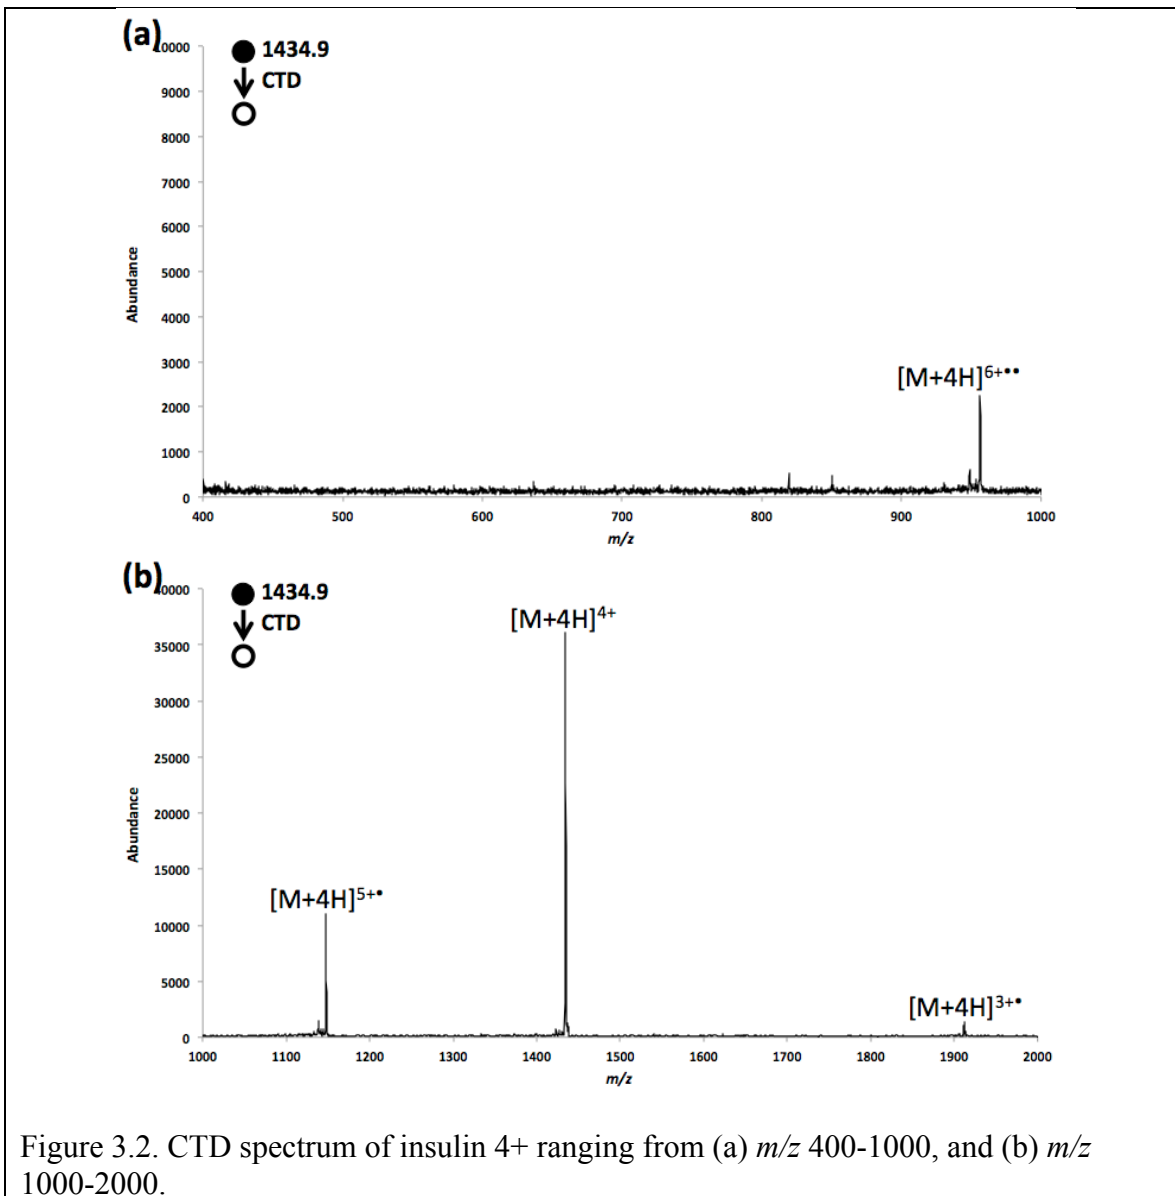 (a)
10000
1434.9
CTD
9000
8000
7000
6000
5000
4000
3000
2000
1000
0
Abundance
[M+4H]6+••
400 500 600 700 800 900 1000
m/z
(b)
40000
1434.9
CTD
35000
30000
25000
20000
15000
10000
5000
0
Abundance
[M+4H]4+
[M+4H]5+•
[M+4H]3+•
1000 1100 1200 1300 1400 1500 1600 1700 1800 1900 2000
m/z
Figure 3.2. CTD spectrum of insulin 4+ ranging from (a) m/z 400-1000, and (b) m/z
1000-2000.